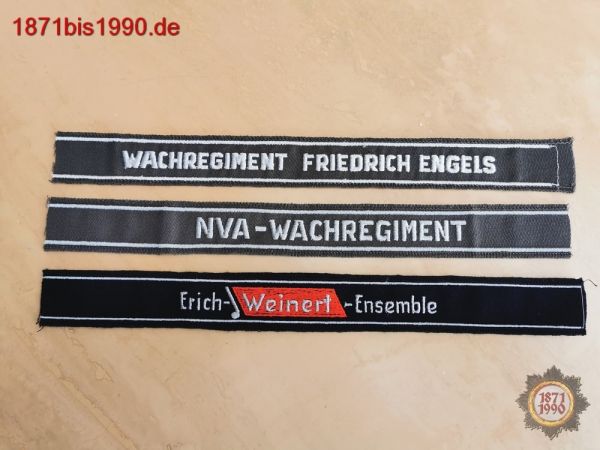 1871bis1990.de
WACHREGIMENT FRIEDRICH ENGELS
NVA-WACHREGIMENT
Erich-Weinert-Ensemble
1871
1990